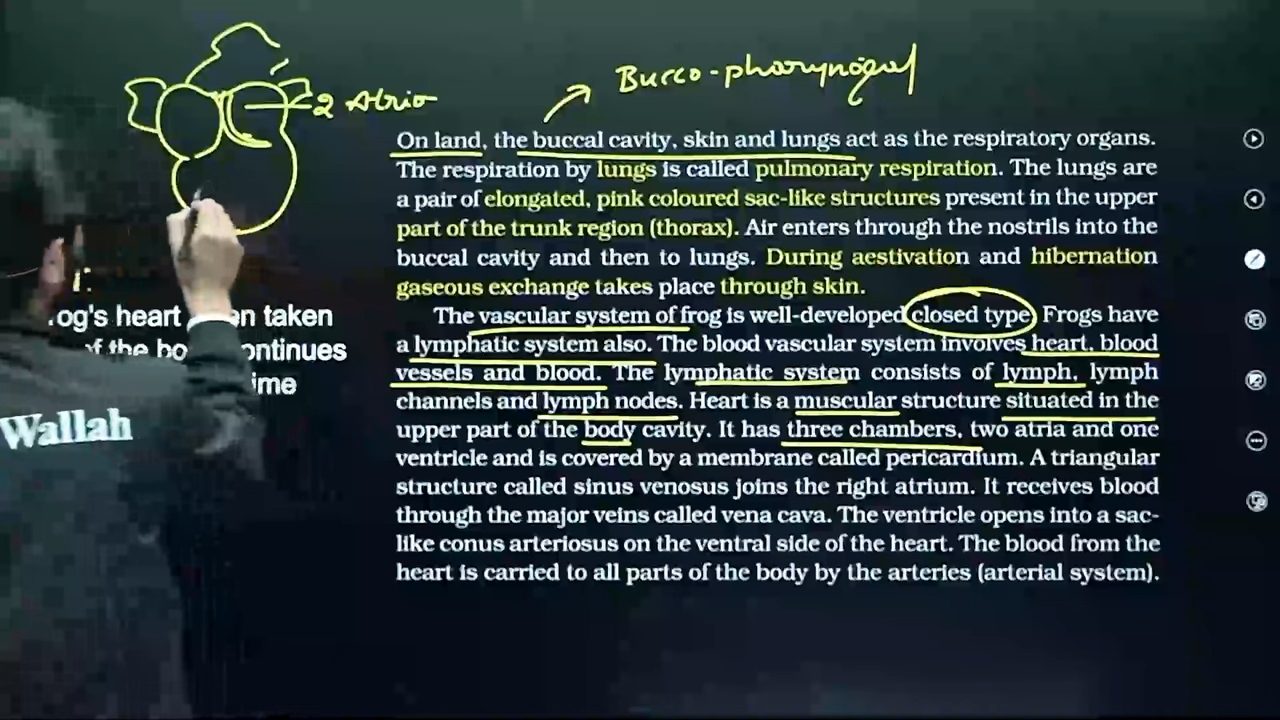 Bucco-pharyngeal
2 Atria
On land, the buccal cavity, skin and lungs act as the respiratory organs.
The respiration by lungs is called pulmonary respiration. The lungs are
a pair of elongated, pink coloured sac-like structures present in the upper
part of the trunk region (thorax). Air enters through the nostrils into the
buccal cavity and then to lungs. During aestivation and hibernation
gaseous exchange takes place through skin.
The vascular system of frog is well-developed closed type. Frogs have
a lymphatic system also. The blood vascular system involves heart, blood
vessels and blood. The lymphatic system consists of lymph, lymph
channels and lymph nodes. Heart is a muscular structure situated in the
upper part of the body cavity. It has three chambers, two atria and one
ventricle and is covered by a membrane called pericardium. A triangular
structure called sinus venosus joins the right atrium. It receives blood
through the major veins called vena cava. The ventricle opens into a sac-
like conus arteriosus on the ventral side of the heart. The blood from the
heart is carried to all parts of the body by the arteries (arterial system).
og's heart en taken
of the bo ontinues
ime
Wallah